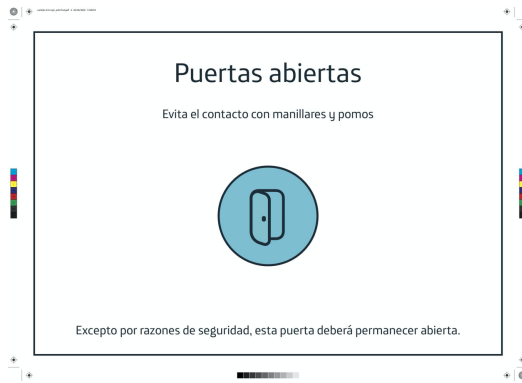 Puertas abiertas
Evita el contacto con manillares y pomos
Excepto por razones de seguridad, esta puerta deberá permanecer abierta.